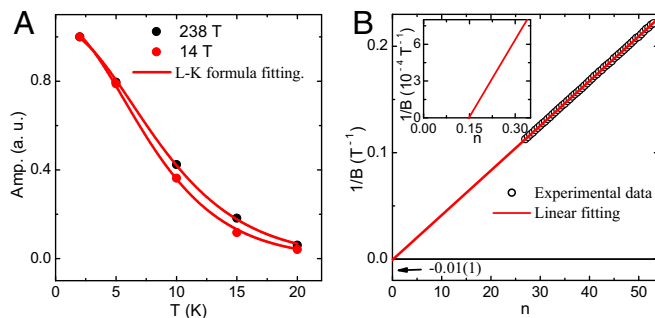 A
238 T
14 T
L-K formula fitting.
Amp. (a. u.)
0.8
0.4
0.0
0
5
10
15
20
T (K)
B
1/B (T⁻¹)
0.2
0.1
0.0
1/B (10⁻⁴ T⁻¹)
6
3
0
0.00
0.15
0.30
n
Experimental data
Linear fitting
-0.01(1)
0
10
20
30
40
50
n